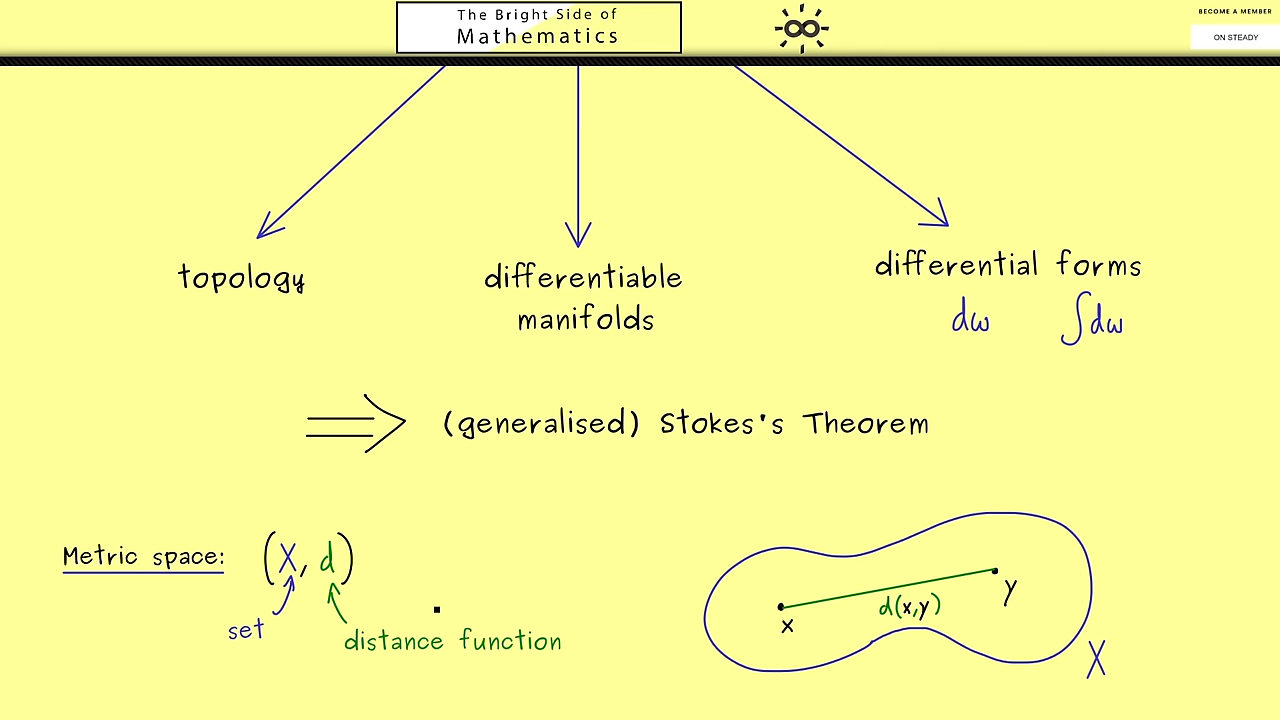 The Bright Side of
Mathematics
BECOME A MEMBER
ON STEADY
topology
differentiable
manifolds
differential forms
dω ∫dω
⟹ (generalised) Stokes's Theorem
Metric space: (X, d)
set
distance function
x
y
d(x,y)
X